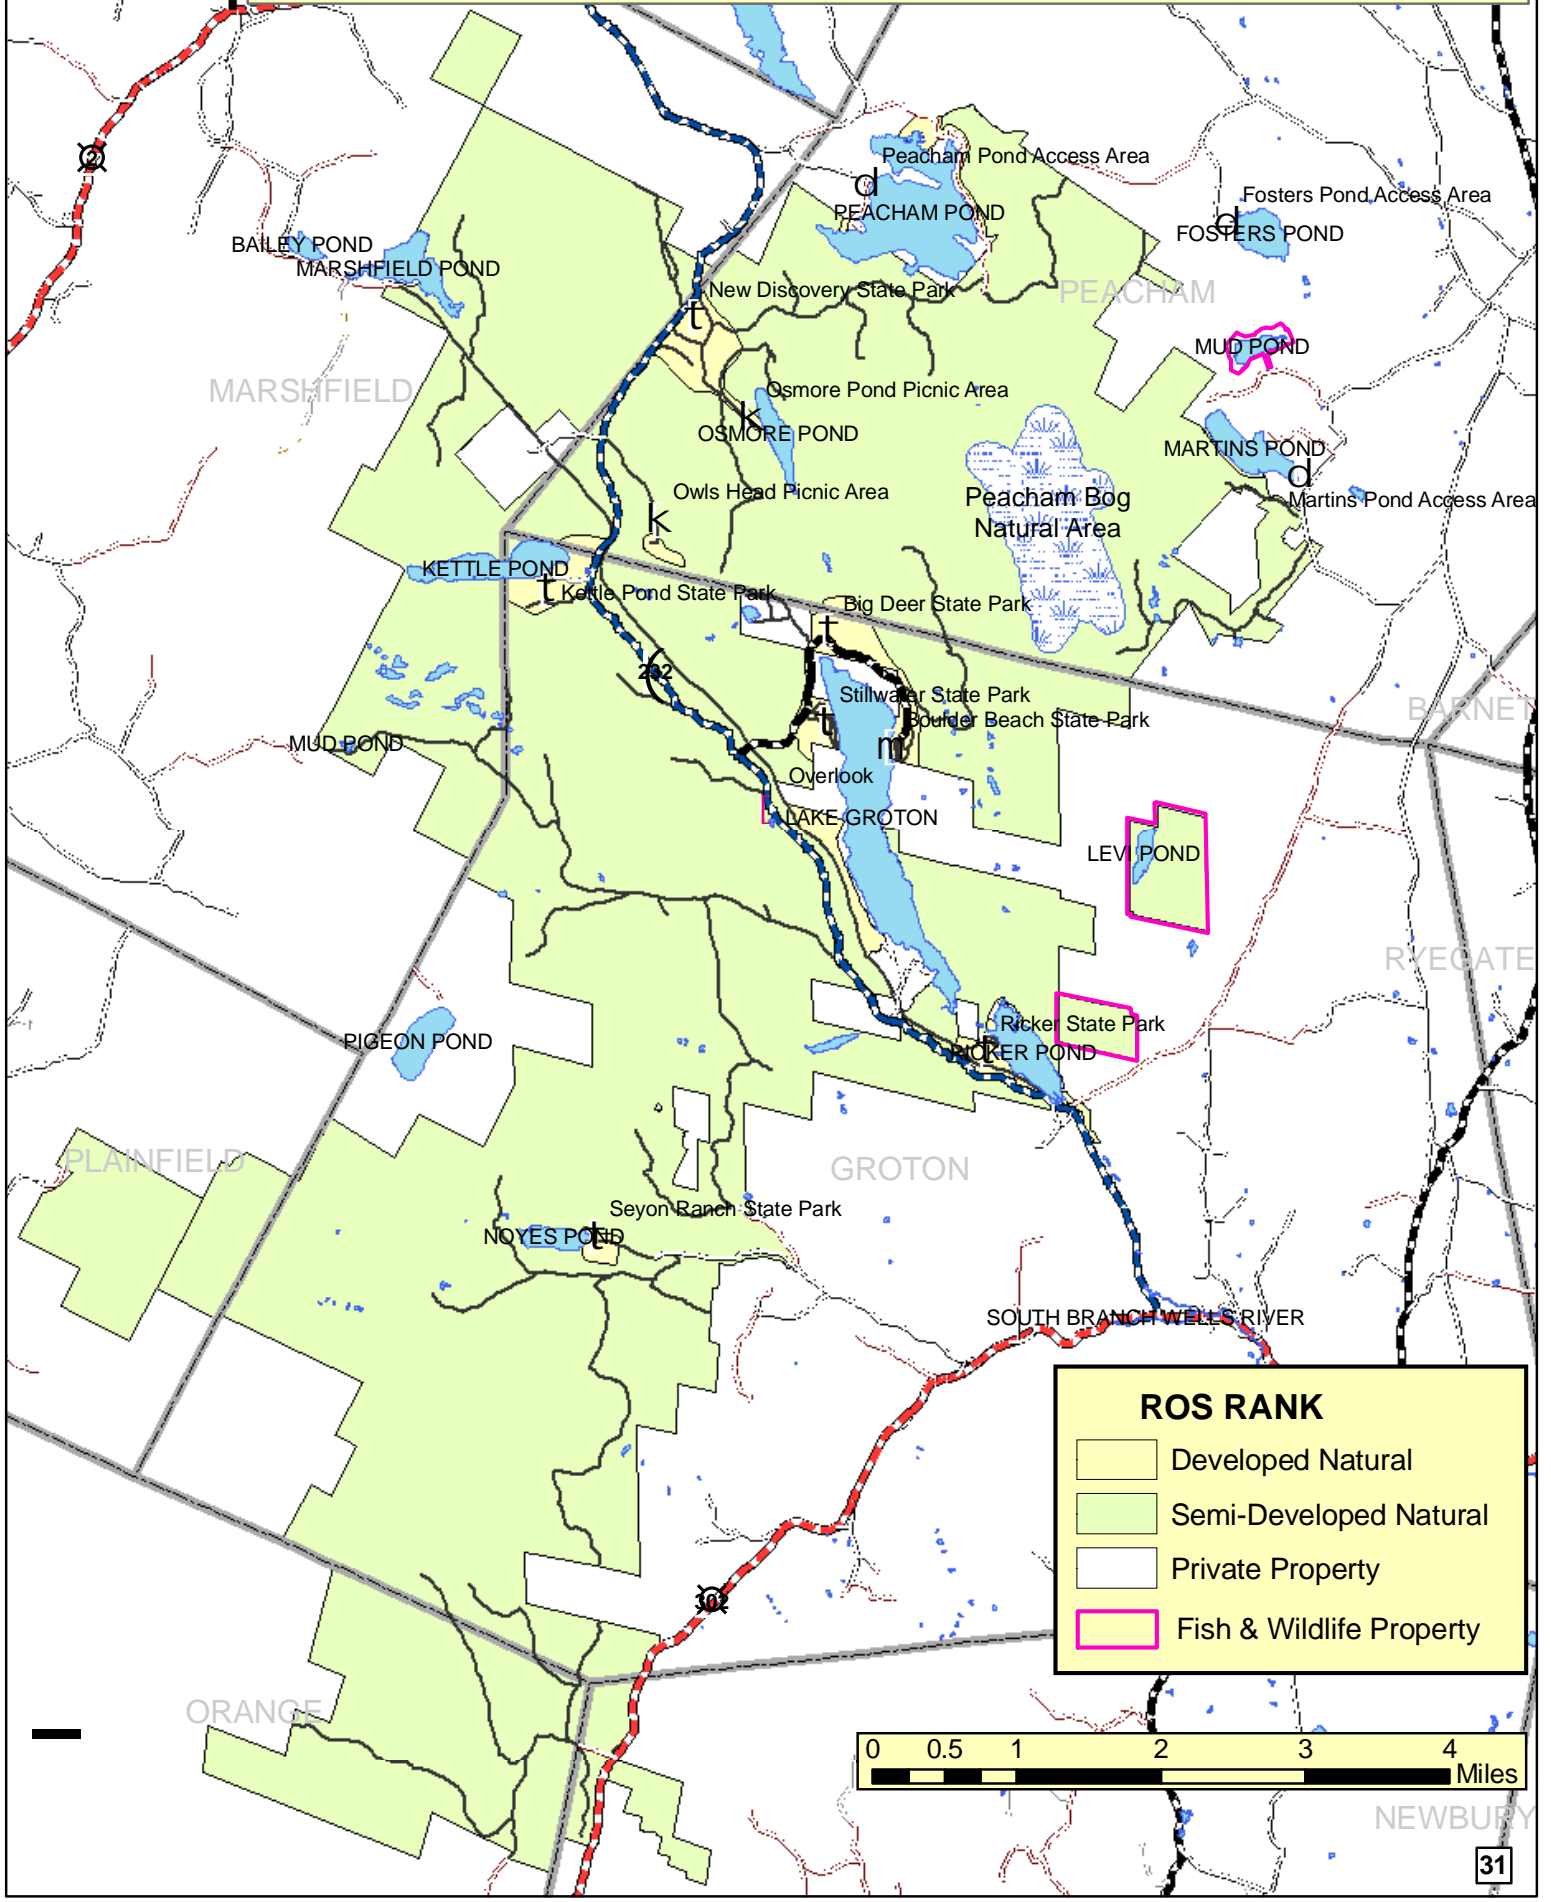 2
Peacham Pond Access Area
d
PEACHAM POND
Fosters Pond Access Area
d
FOSTERS POND
BAILEY POND
MARSHFIELD POND
New Discovery State Park
t
PEACHAM
MUD POND
MARSHFIELD
Osmore Pond Picnic Area
k
OSMORE POND
MARTINS POND
d
Martins Pond Access Area
Owls Head Picnic Area
k
Peacham Bog
Natural Area
KETTLE POND
t
Kettle Pond State Park
Big Deer State Park
t
232
Stillwater State Park
t
Boulder Beach State Park
m
BARNET
MUD POND
Overlook
LAKE GROTON
LEVI POND
RYEGATE
PIGEON POND
Ricker State Park
t
RICKER POND
PLAINFIELD
GROTON
Seyon Ranch State Park
NOYES POND
t
SOUTH BRANCH WELLS RIVER
ROS RANK
Developed Natural
Semi-Developed Natural
Private Property
Fish & Wildlife Property
302
ORANGE
0 0.5 1 2 3 4
Miles
NEWBURY
31